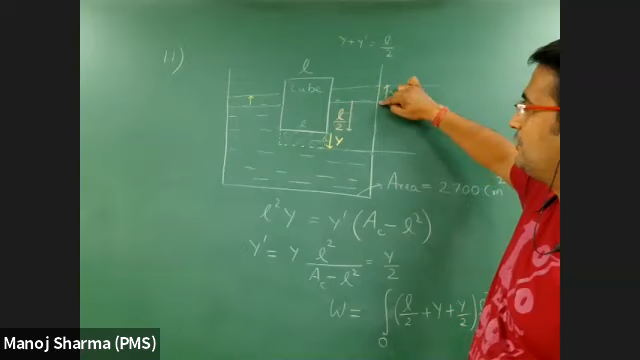 11)
Y + Y' = l/2
l
Cube
l
l/2
Y
Area = 2700 cm²
l²Y = Y' (A_c - l²)
Y' = Y l²/(A_c - l²) = Y/2
W = ∫₀ (l/2 + Y + Y/2)
Manoj Sharma (PMS)